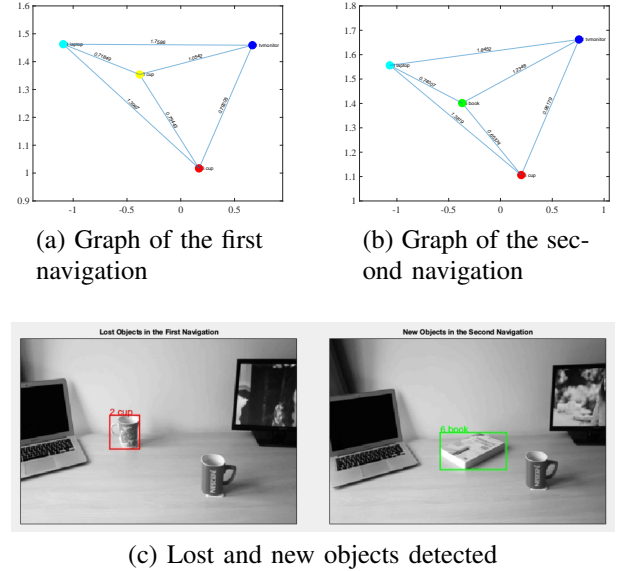 1.6
1.5
1.4
1.3
1.2
1.1
1
0.9
-1
-0.5
0
0.5
laptop
tvmonitor
cup
cup
(a) Graph of the first
navigation
1.8
1.7
1.6
1.5
1.4
1.3
1.2
1.1
1
-1
-0.5
0
0.5
1
laptop
tvmonitor
book
cup
(b) Graph of the sec-
ond navigation
Lost Objects in the First Navigation
2 cup
NESCAFÉ
New Objects in the Second Navigation
6 book
NESCAFÉ
(c) Lost and new objects detected